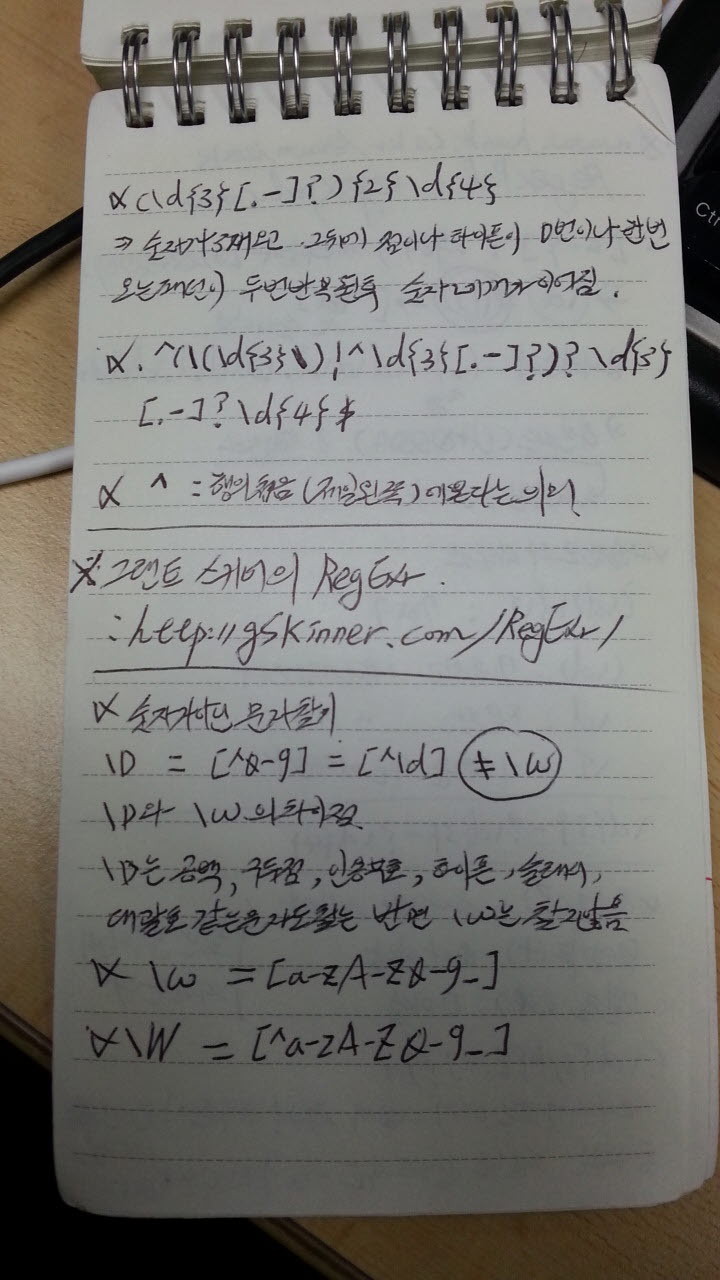 ∝ (\d{3}[.-]?){2}\d{4}
⇒ 숫자가 3개오고 그뒤에 점이나 하이픈이 0번이나 한번
오는패턴이 두번반복된후 숫자 4개가 이어짐.
∝. ^(\(\d{3}\)|^\d{3}[.-]?)?\d{3}
[.-]?\d{4}$
∝ ^ : 행의 처음(제일왼쪽)에온다는 의미
※ 그랜트 스키너의 RegExr.
: http://gskinner.com/RegExr/
∝ 숫자가아닌 문자찾기
\D = [^0-9] = [^\d] ≠ \w
\D와 \w의 차이점
\D는 공백, 구두점, 인용부호, 하이픈, 슬래시,
대괄호 같은문자도 찾는 반면 \w는 찾지않음
∝ \w = [a-zA-Z0-9_]
∝ \W = [^a-zA-Z0-9_]
Ctrl